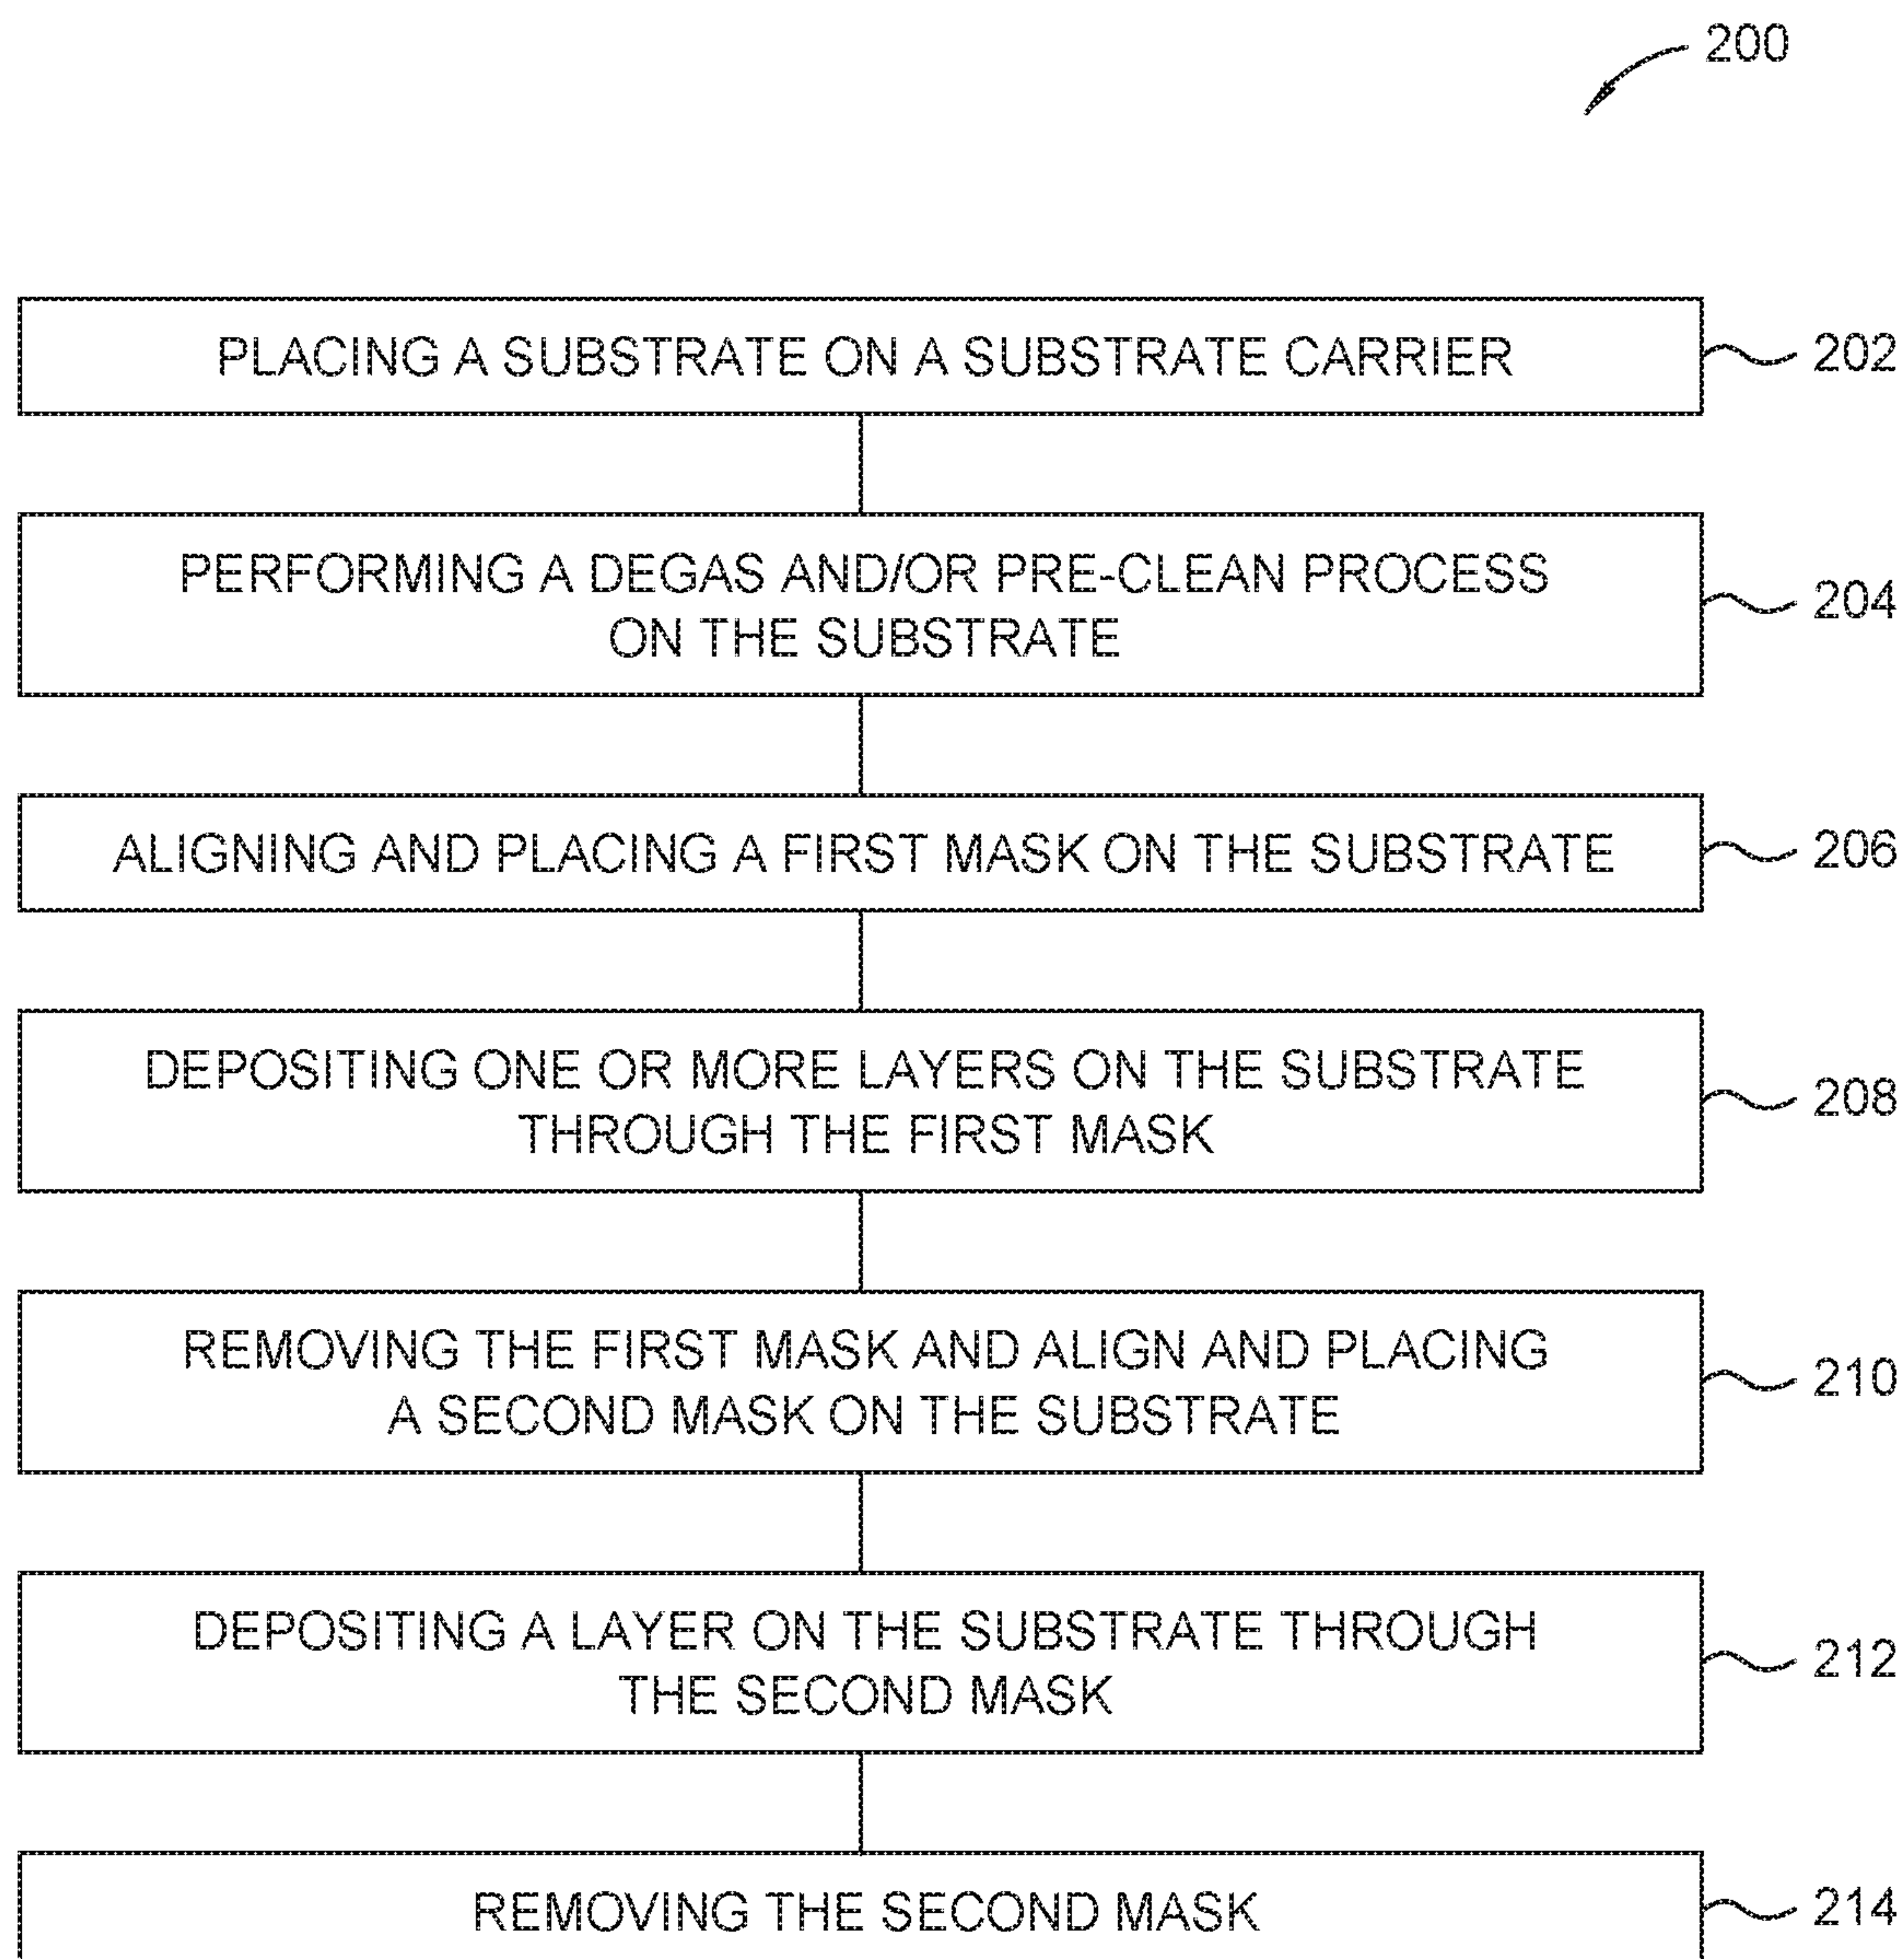 200
PLACING A SUBSTRATE ON A SUBSTRATE CARRIER
202
PERFORMING A DEGAS AND/OR PRE-CLEAN PROCESS
ON THE SUBSTRATE
204
ALIGNING AND PLACING A FIRST MASK ON THE SUBSTRATE
206
DEPOSITING ONE OR MORE LAYERS ON THE SUBSTRATE
THROUGH THE FIRST MASK
208
REMOVING THE FIRST MASK AND ALIGN AND PLACING
A SECOND MASK ON THE SUBSTRATE
210
DEPOSITING A LAYER ON THE SUBSTRATE THROUGH
THE SECOND MASK
212
REMOVING THE SECOND MASK
214